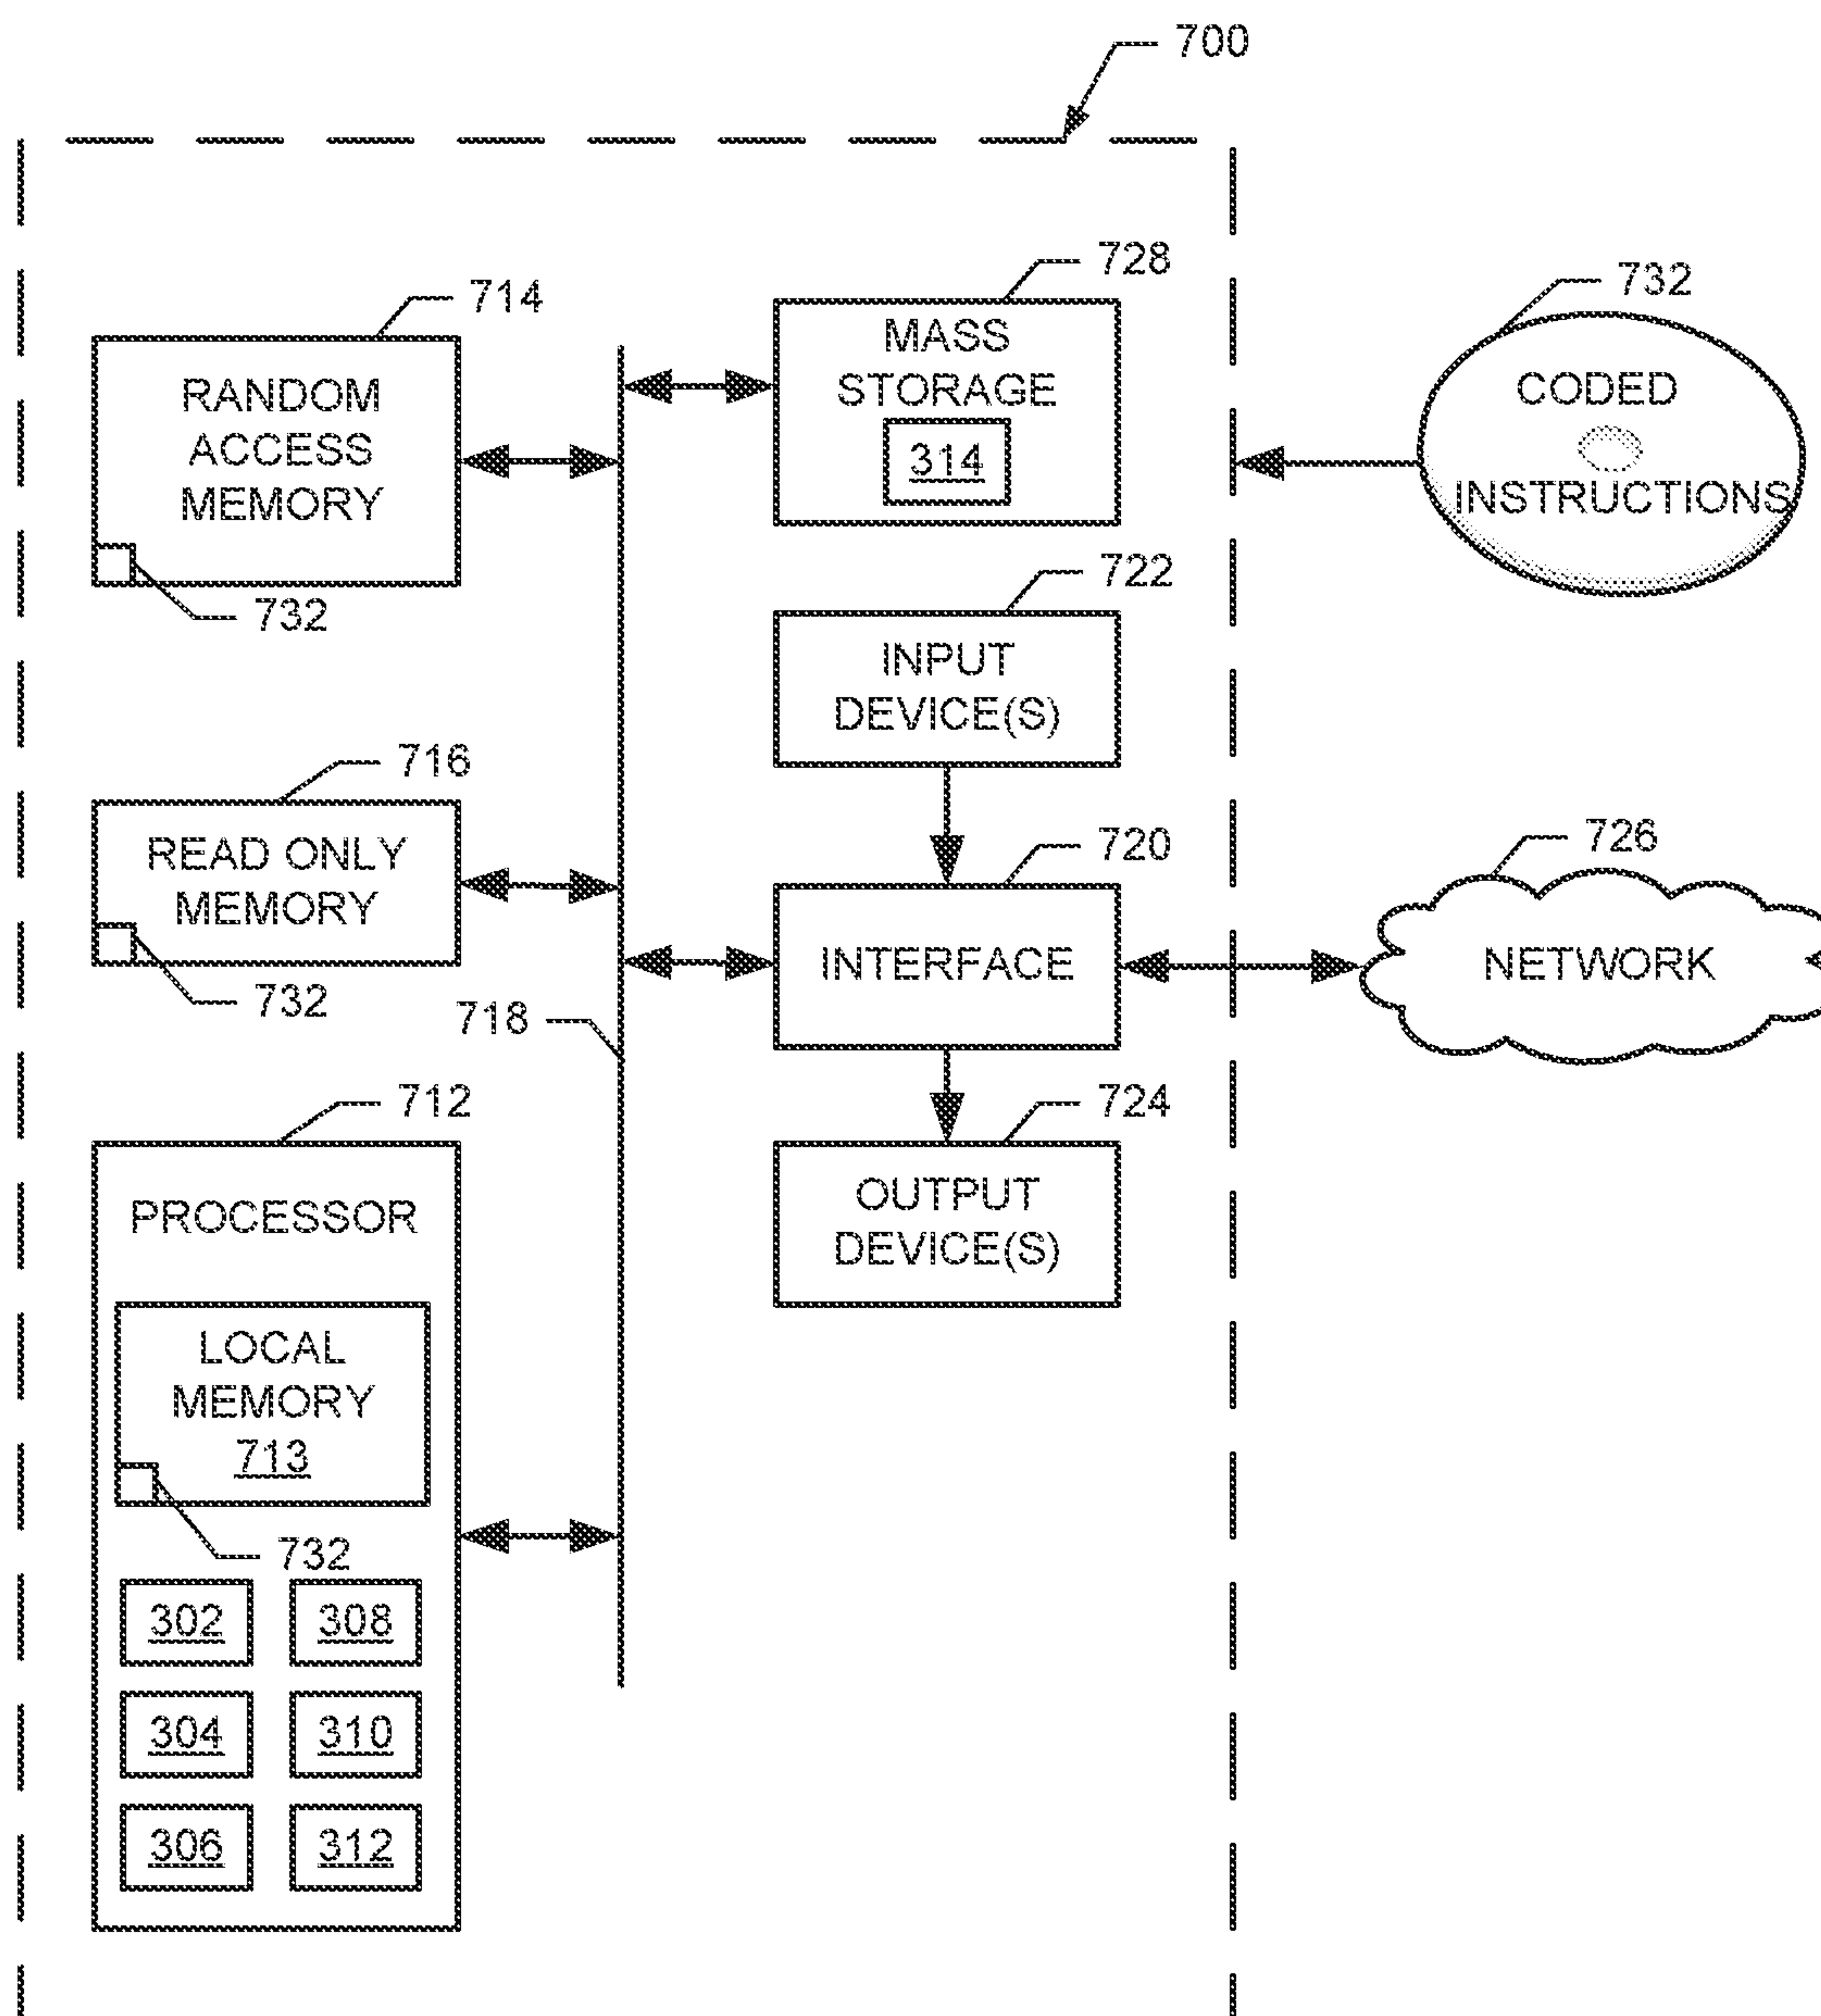 700
728
714
732
MASS
STORAGE
314
RANDOM
ACCESS
MEMORY
CODED
INSTRUCTIONS
732
722
INPUT
DEVICE(S)
716
READ ONLY
MEMORY
732
720
INTERFACE
726
NETWORK
718
712
724
OUTPUT
DEVICE(S)
PROCESSOR
LOCAL
MEMORY
713
732
302
308
304
310
306
312